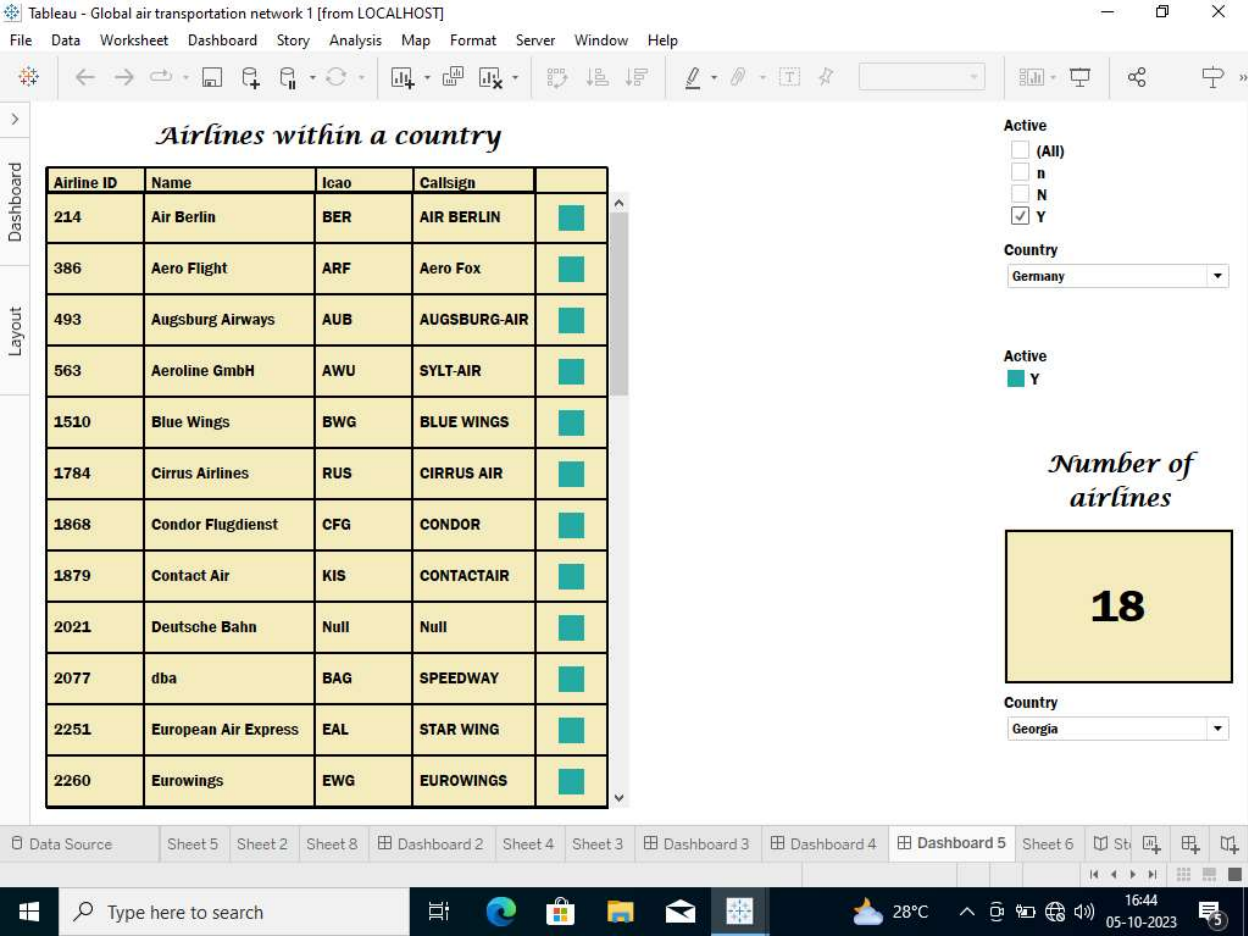 Tableau - Global air transportation network 1 [from LOCALHOST]
File Data Worksheet Dashboard Story Analysis Map Format Server Window Help
Dashboard
Layout
Airlines within a country
Airline ID Name Icao Callsign
214 Air Berlin BER AIR BERLIN
386 Aero Flight ARF Aero Fox
493 Augsburg Airways AUB AUGSBURG-AIR
563 Aeroline GmbH AWU SYLT-AIR
1510 Blue Wings BWG BLUE WINGS
1784 Cirrus Airlines RUS CIRRUS AIR
1868 Condor Flugdienst CFG CONDOR
1879 Contact Air KIS CONTACTAIR
2021 Deutsche Bahn Null Null
2077 dba BAG SPEEDWAY
2251 European Air Express EAL STAR WING
2260 Eurowings EWG EUROWINGS
Active
(All)
n
N
Y
Country
Germany
Active
Y
Number of
airlines
18
Country
Georgia
Data Source Sheet 5 Sheet 2 Sheet 8 Dashboard 2 Sheet 4 Sheet 3 Dashboard 3 Dashboard 4 Dashboard 5 Sheet 6 St
Type here to search
28°C
16:44
05-10-2023
5